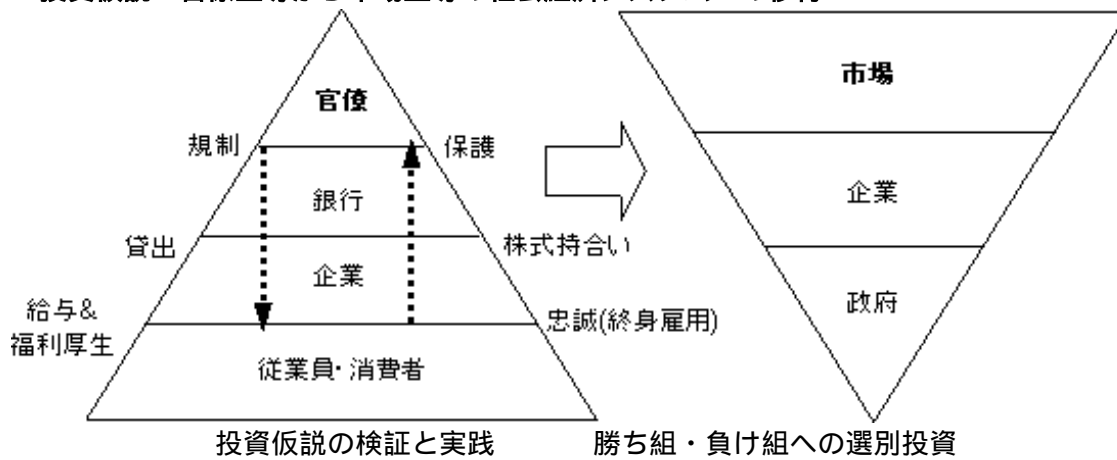 官僚
規制
保護
銀行
貸出
株式持合い
企業
給与&
福利厚生
忠誠(終身雇用)
従業員・消費者
市場
企業
政府
投資仮説の検証と実践
勝ち組・負け組への選別投資